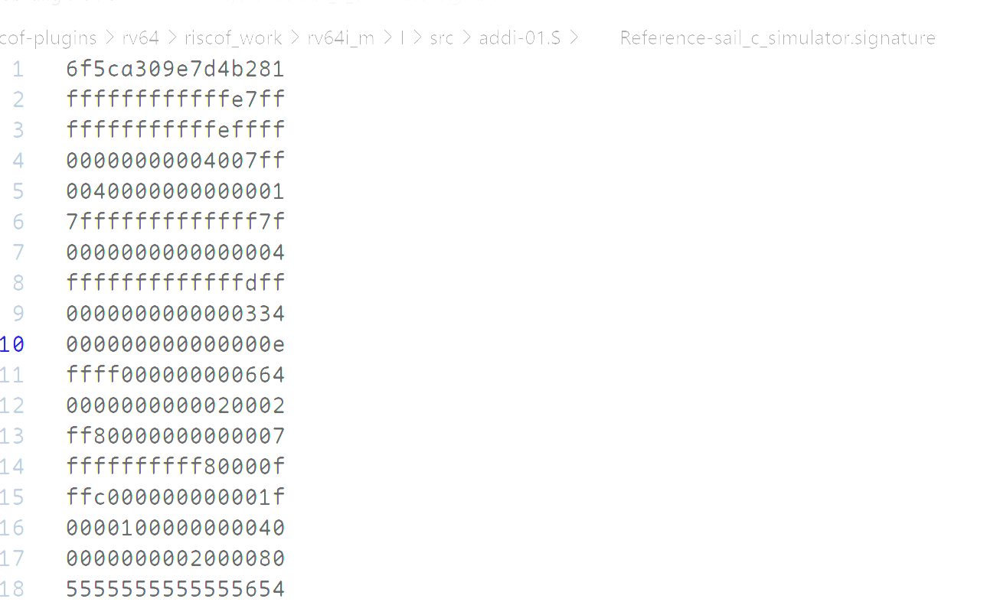 cof-plugins > rv64 > riscof_work > rv64i_m > I > src > addi-01.S > Reference-sail_c_simulator.signature
1 6f5ca309e7d4b281
2 ffffffffffffe7ff
3 fffffffffffeffff
4 00000000004007ff
5 0040000000000001
6 7fffffffffffff7f
7 0000000000000004
8 fffffffffffffdff
9 0000000000000334
10 000000000000000e
11 ffff000000000664
12 0000000000020002
13 ff80000000000007
14 ffffffffff80000f
15 ffc000000000001f
16 0000100000000040
17 0000000002000080
18 5555555555555654